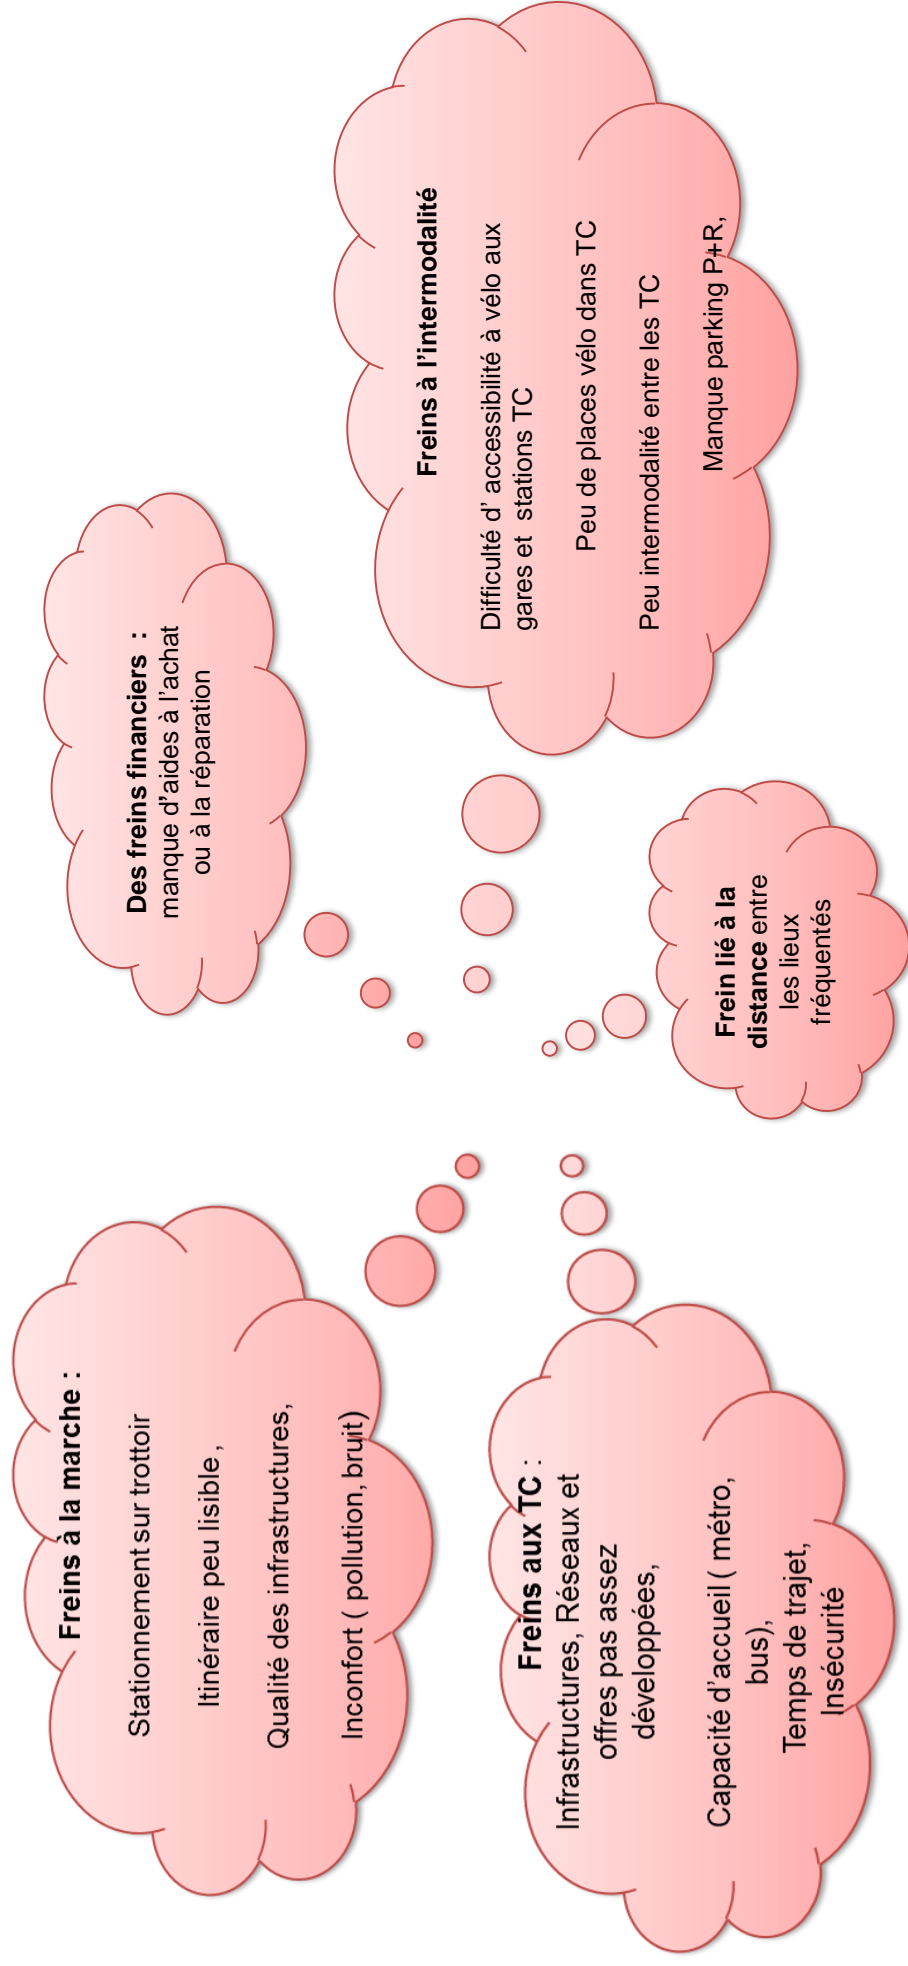 Freins à la marche :
Stationnement sur trottoir
Itinéraire peu lisible ,
Qualité des infrastructures,
Inconfort ( pollution, bruit)
Des freins financiers :
manque d'aides à l'achat
ou à la réparation
Freins à l'intermodalité
Difficulté d' accessibilité à vélo aux
gares et stations TC
Peu de places vélo dans TC
Peu intermodalité entre les TC
Manque parking P+R,
Freins aux TC :
Infrastructures, Réseaux et
offres pas assez
développées,
Capacité d'accueil ( métro,
bus),
Temps de trajet,
Insécurité
Frein lié à la
distance entre
les lieux
fréquentés